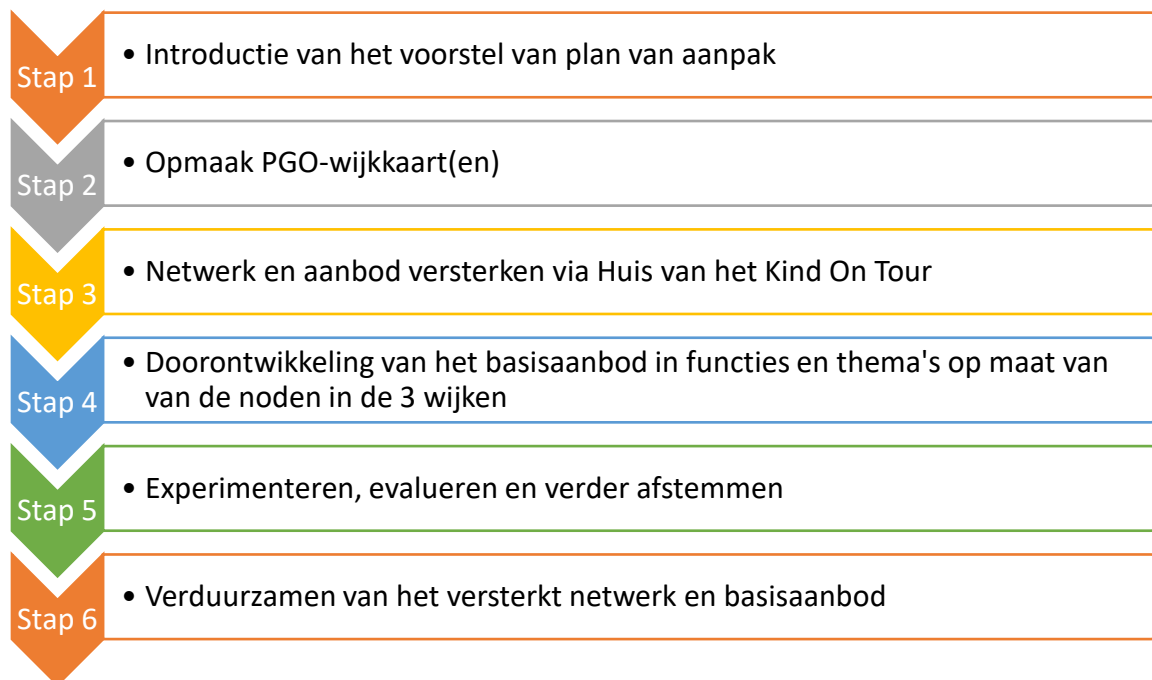 Stap 1
• Introductie van het voorstel van plan van aanpak
Stap 2
• Opmaak PGO-wijkkaart(en)
Stap 3
• Netwerk en aanbod versterken via Huis van het Kind On Tour
Stap 4
• Doorontwikkeling van het basisaanbod in functies en thema's op maat van
van de noden in de 3 wijken
Stap 5
• Experimenteren, evalueren en verder afstemmen
Stap 6
• Verduurzamen van het versterkt netwerk en basisaanbod